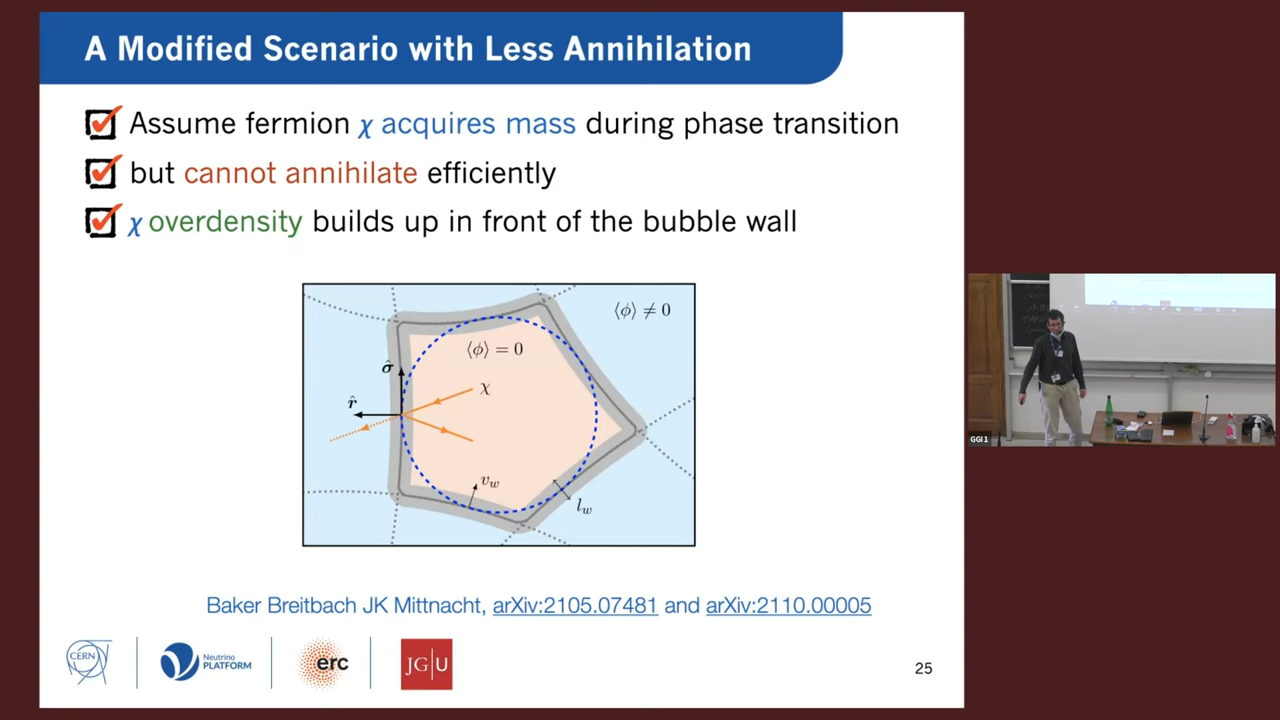 A Modified Scenario with Less Annihilation
Assume fermion χ acquires mass during phase transition
but cannot annihilate efficiently
χ overdensity builds up in front of the bubble wall
⟨ϕ⟩ ≠ 0
⟨ϕ⟩ = 0
σ̂
χ
r̂
v_w
l_w
Baker Breitbach JK Mittnacht, arXiv:2105.07481 and arXiv:2110.00005
CERN
Neutrino
PLATFORM
erc
JG|U
25
GGI 1